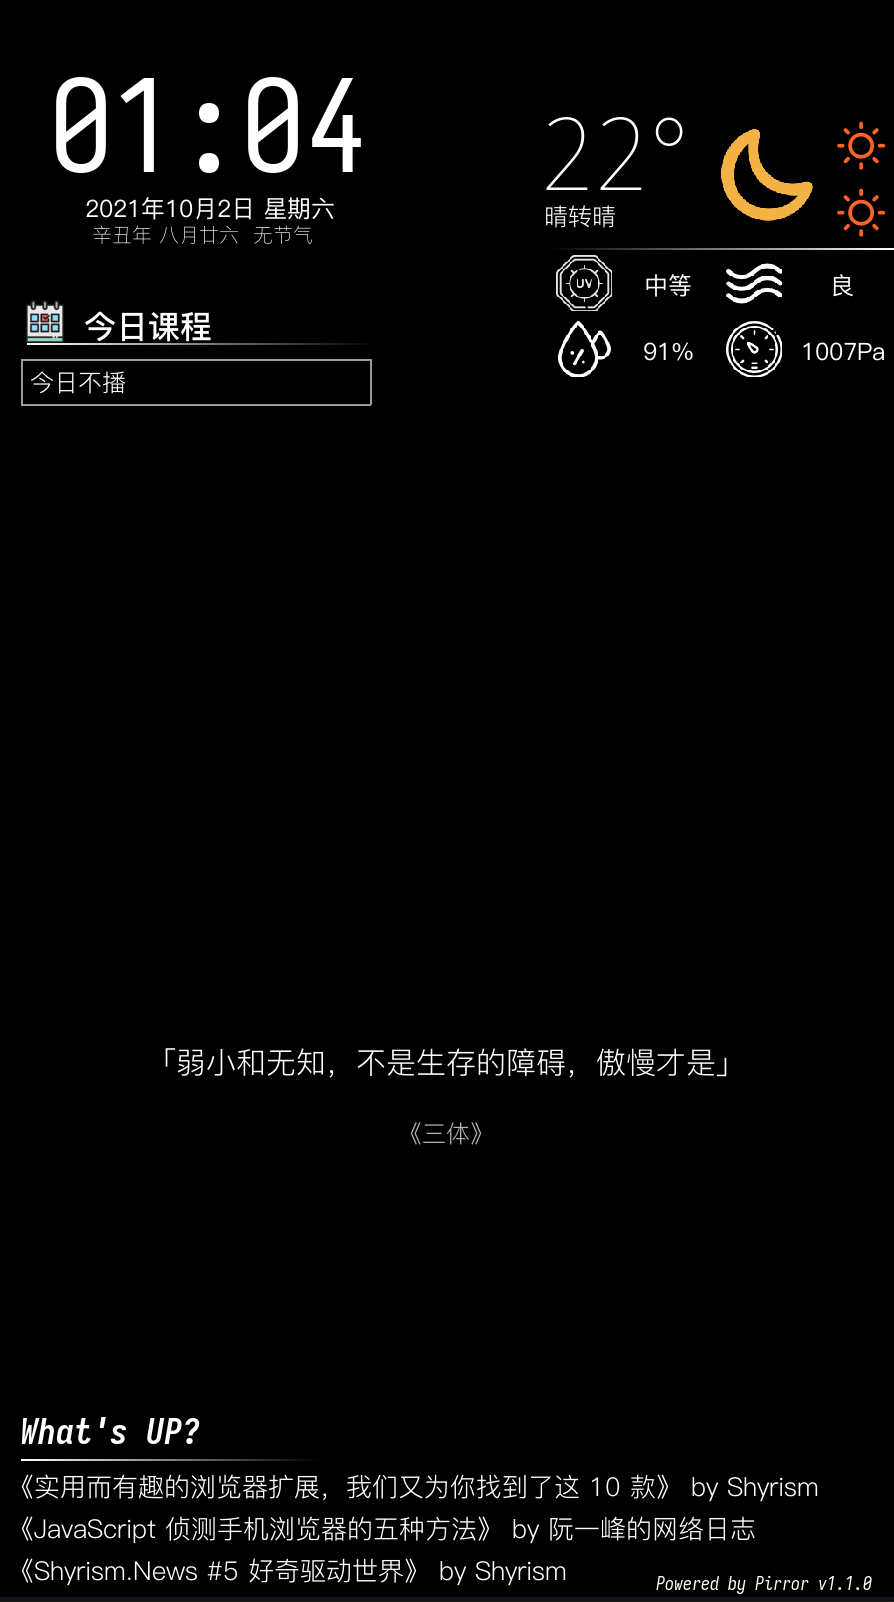 01:04
2021年10月2日 星期六
辛丑年 八月廿六 无节气
22°
晴转晴
UV 中等 良
91% 1007Pa
今日课程
今日不播
「弱小和无知，不是生存的障碍，傲慢才是」
《三体》
What's UP?
《实用而有趣的浏览器扩展，我们又为你找到了这 10 款》 by Shyrism
《JavaScript 侦测手机浏览器的五种方法》 by 阮一峰的网络日志
《Shyrism.News #5 好奇驱动世界》 by Shyrism
Powered by Pirror v1.1.0